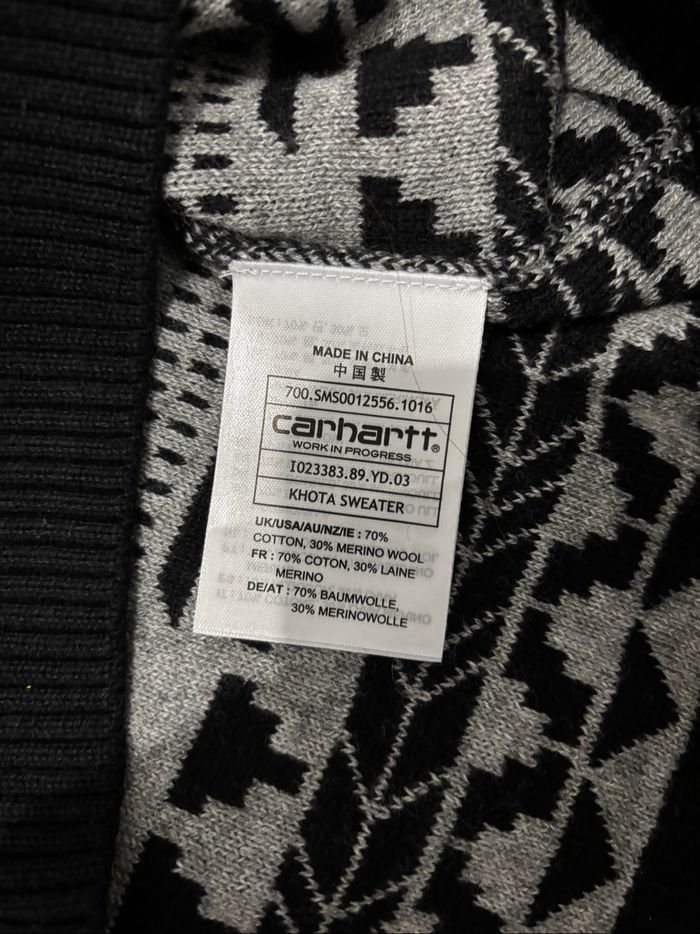 MADE IN CHINA
中国製
700.SMS0012556.1016
carhartt®
WORK IN PROGRESS
I023383.89.YD.03
KHOTA SWEATER
UK/USA/AU/NZ/IE : 70%
COTTON, 30% MERINO WOOL
FR : 70% COTON, 30% LAINE
MERINO
DE/AT : 70% BAUMWOLLE,
30% MERINOWOLLE